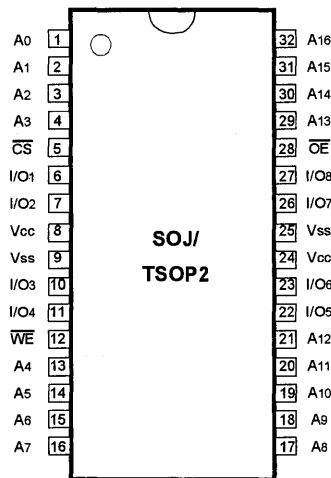 A0 1 32 A16
A1 2 31 A15
A2 3 30 A14
A3 4 29 A13
CS 5 28 OE
I/O1 6 27 I/O8
I/O2 7 26 I/O7
Vcc 8 25 Vss
Vss 9 24 Vcc
SOJ/
TSOP2
I/O3 10 23 I/O6
I/O4 11 22 I/O5
WE 12 21 A12
A4 13 20 A11
A5 14 19 A10
A6 15 18 A9
A7 16 17 A8